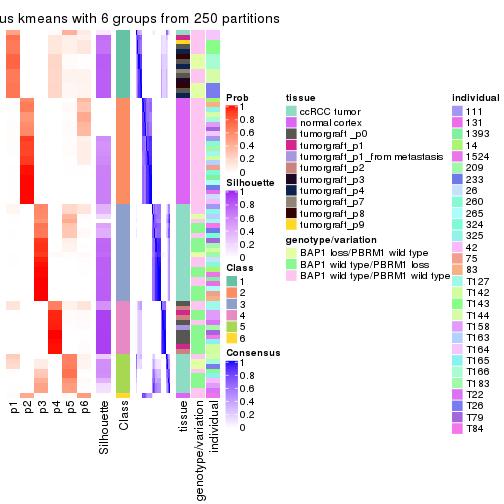 us kmeans with 6 groups from 250 partitions
Prob
1
0.8
0.6
0.4
0.2
0
Silhouette
1
0.8
0.6
0.4
0.2
0
Class
1
2
3
4
5
6
Consensus
1
0.8
0.6
0.4
0.2
0
tissue
ccRCC tumor
normal cortex
tumorgraft_p0
tumorgraft_p1
tumorgraft_p1_from metastasis
tumorgraft_p2
tumorgraft_p3
tumorgraft_p4
tumorgraft_p7
tumorgraft_p8
tumorgraft_p9
genotype/variation
BAP1 loss/PBRM1 wild type
BAP1 wild type/PBRM1 loss
BAP1 wild type/PBRM1 wild type
individual
111
131
1393
14
1524
209
233
26
260
265
324
325
42
75
83
T127
T142
T143
T144
T158
T163
T164
T165
T166
T183
T22
T26
T79
T84
p1
p2
p3
p4
p5
p6
Silhouette
Class
tissue
genotype/variation
individual